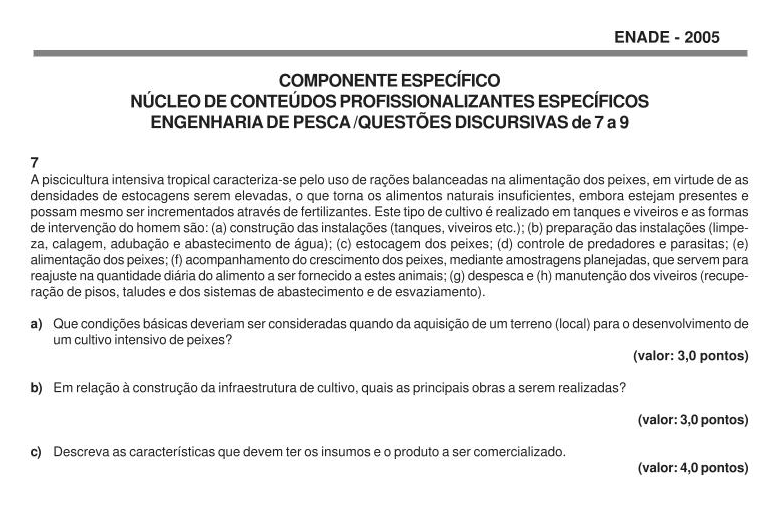 ENADE - 2005
COMPONENTE ESPECÍFICO
NÚCLEO DE CONTEÚDOS PROFISSIONALIZANTES ESPECÍFICOS
ENGENHARIA DE PESCA /QUESTÕES DISCURSIVAS de 7 a 9
7
A piscicultura intensiva tropical caracteriza-se pelo uso de rações balanceadas na alimentação dos peixes, em virtude de as
densidades de estocagens serem elevadas, o que torna os alimentos naturais insuficientes, embora estejam presentes e
possam mesmo ser incrementados através de fertilizantes. Este tipo de cultivo é realizado em tanques e viveiros e as formas
de intervenção do homem são: (a) construção das instalações (tanques, viveiros etc.); (b) preparação das instalações (limpe-
za, calagem, adubação e abastecimento de água); (c) estocagem dos peixes; (d) controle de predadores e parasitas; (e)
alimentação dos peixes; (f) acompanhamento do crescimento dos peixes, mediante amostragens planejadas, que servem para
reajuste na quantidade diária do alimento a ser fornecido a estes animais; (g) despesca e (h) manutenção dos viveiros (recupe-
ração de pisos, taludes e dos sistemas de abastecimento e de esvaziamento).
a) Que condições básicas deveriam ser consideradas quando da aquisição de um terreno (local) para o desenvolvimento de
um cultivo intensivo de peixes?
(valor: 3,0 pontos)
b) Em relação à construção da infraestrutura de cultivo, quais as principais obras a serem realizadas?
(valor: 3,0 pontos)
c) Descreva as características que devem ter os insumos e o produto a ser comercializado.
(valor: 4,0 pontos)